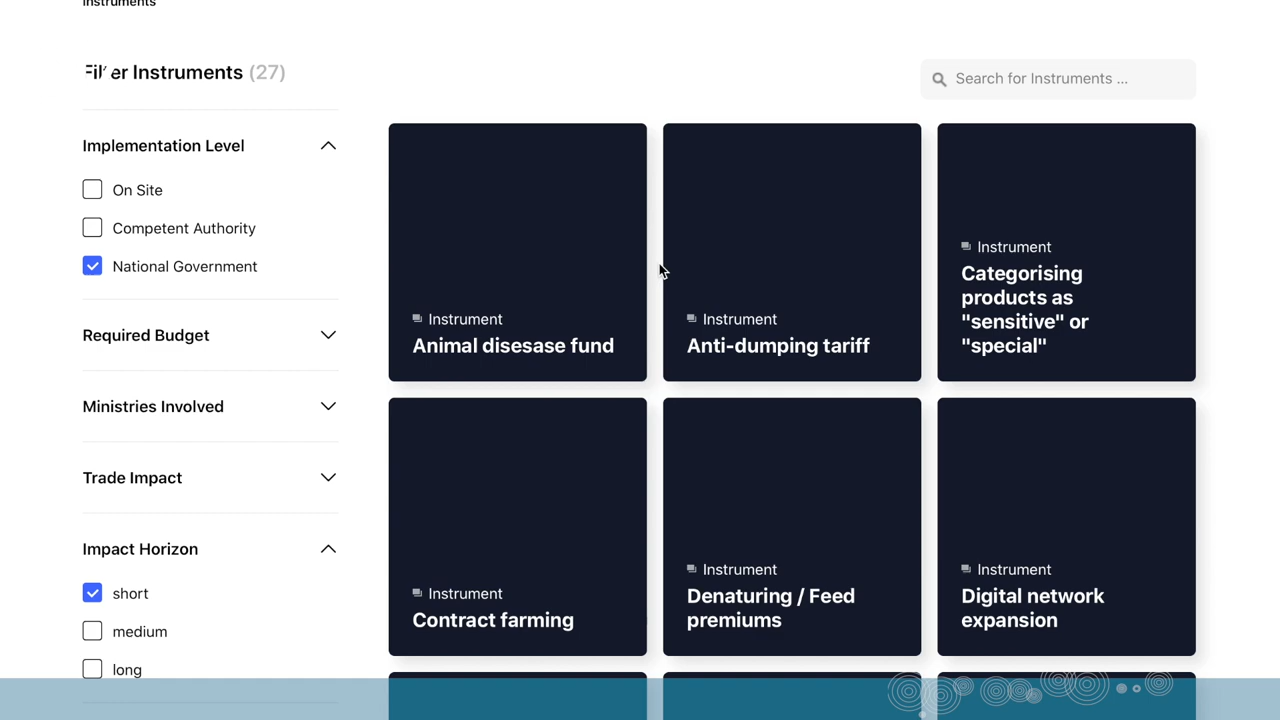 Instruments
Filter Instruments (27)
Search for Instruments ...
Implementation Level
On Site
Competent Authority
National Government
Required Budget
Ministries Involved
Trade Impact
Impact Horizon
short
medium
long
Instrument
Animal disesase fund
Instrument
Anti-dumping tariff
Instrument
Categorising
products as
"sensitive" or
"special"
Instrument
Contract farming
Instrument
Denaturing / Feed
premiums
Instrument
Digital network
expansion